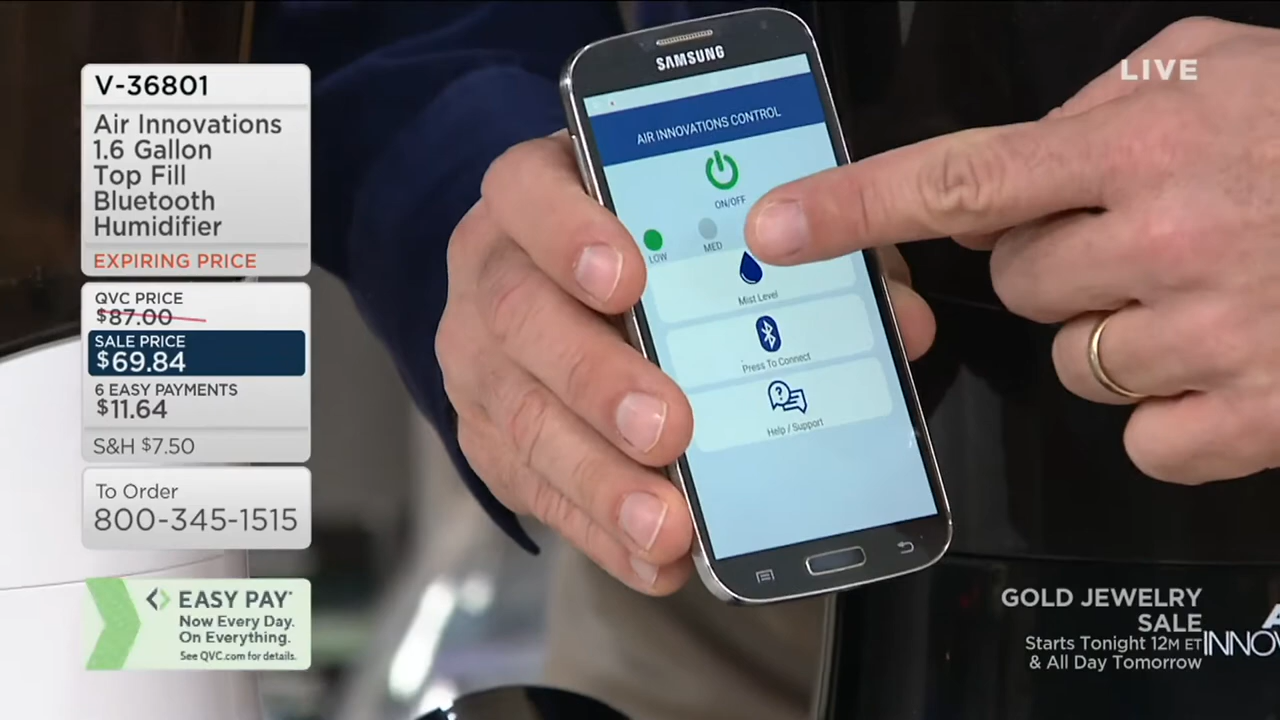 V-36801
Air Innovations
1.6 Gallon
Top Fill
Bluetooth
Humidifier
EXPIRING PRICE
QVC PRICE
$87.00
SALE PRICE
$69.84
6 EASY PAYMENTS
$11.64
S&H $7.50
To Order
800-345-1515
EASY PAY
Now Every Day.
On Everything.
See QVC.com for details.
SAMSUNG
AIR INNOVATIONS CONTROL
ON/OFF
LOW
MED
Mist Level
Press To Connect
Help / Support
LIVE
GOLD JEWELRY
SALE
Starts Tonight 12M ET
& All Day Tomorrow